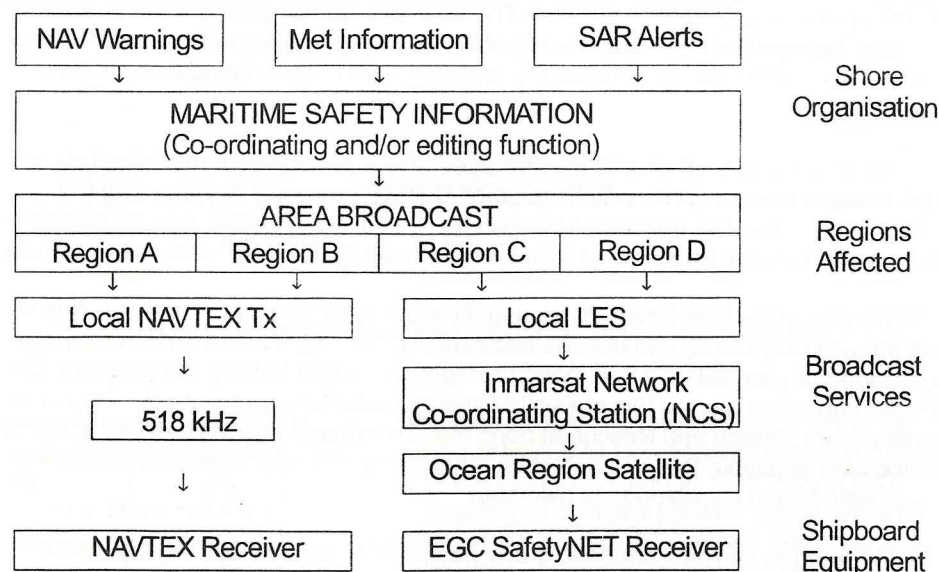 NAV Warnings
Met Information
SAR Alerts
Shore
Organisation
MARITIME SAFETY INFORMATION
(Co-ordinating and/or editing function)
AREA BROADCAST
Region A
Region B
Region C
Region D
Regions
Affected
Local NAVTEX Tx
Local LES
Broadcast
Services
518 kHz
Inmarsat Network
Co-ordinating Station (NCS)
Ocean Region Satellite
NAVTEX Receiver
EGC SafetyNET Receiver
Shipboard
Equipment